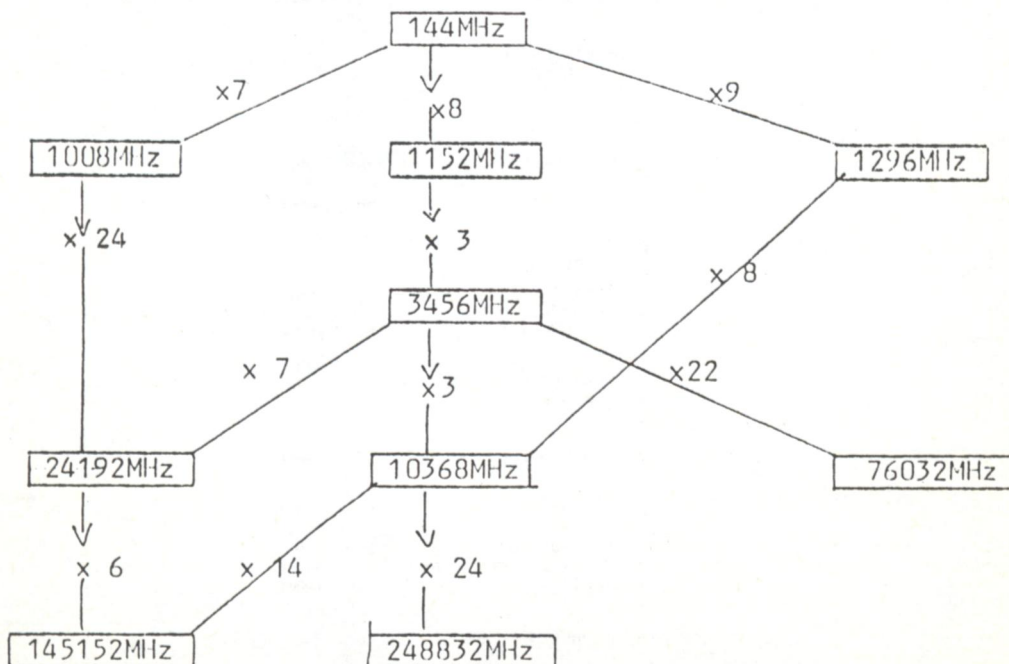 144MHz
x7
x8
x9
1008MHz
1152MHz
1296MHz
x 24
x 3
x 8
3456MHz
x 7
x3
x22
24192MHz
10368MHz
76032MHz
x 6
x 14
x 24
145152MHz
248832MHz